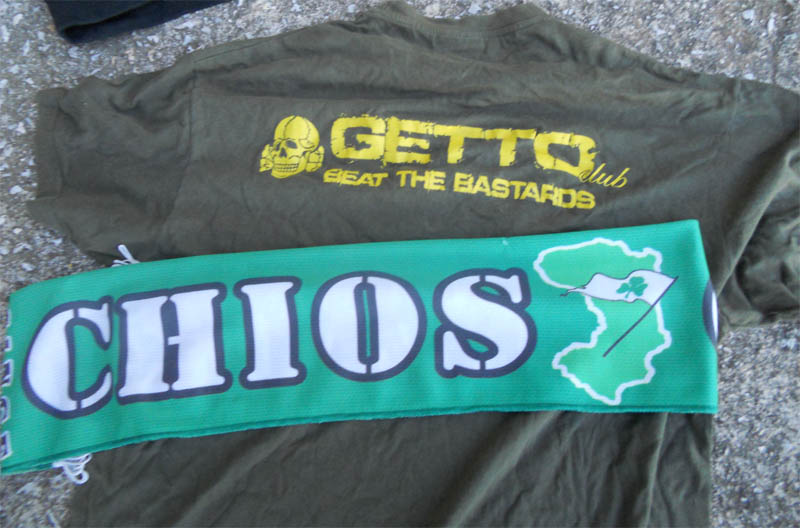 GETTO club
BEAT THE BASTARDS
CHIOS